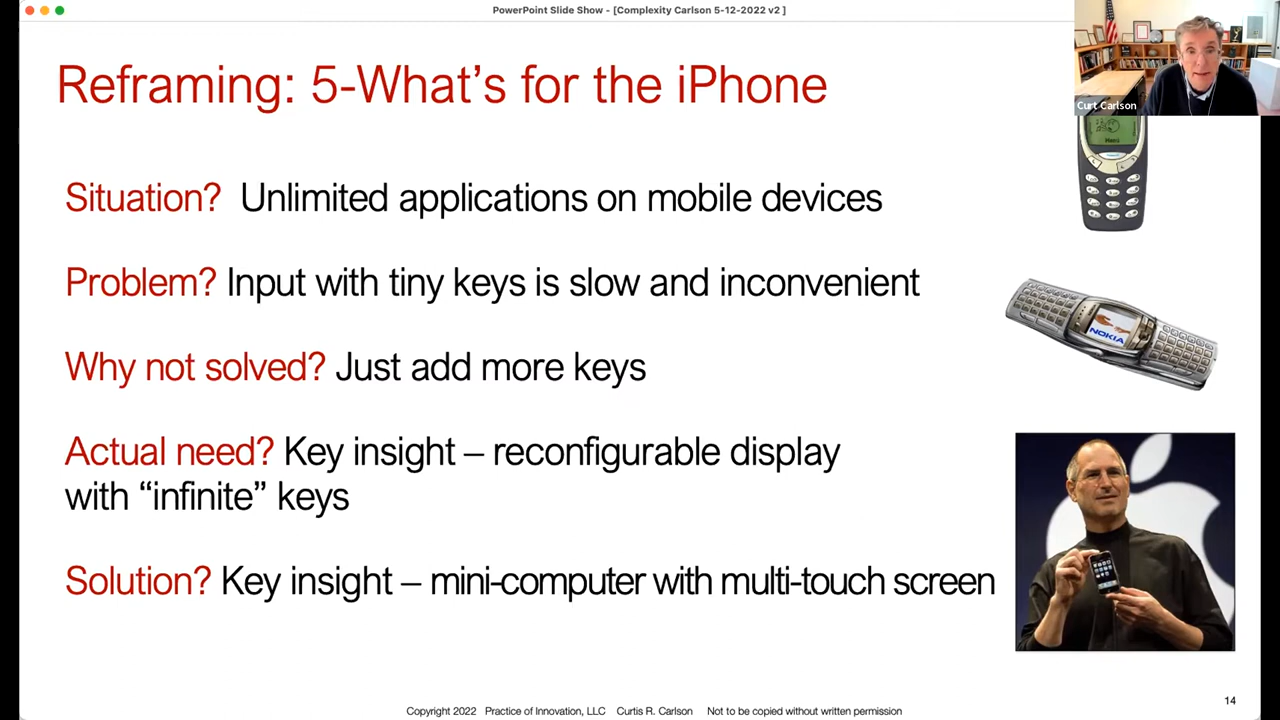 PowerPoint Slide Show - [Complexity Carlson 5-12-2022 v2 ]
Reframing: 5-What's for the iPhone
Curt Carlson
Situation? Unlimited applications on mobile devices
Problem? Input with tiny keys is slow and inconvenient
NOKIA
Why not solved? Just add more keys
Actual need? Key insight – reconfigurable display
with “infinite” keys
Solution? Key insight – mini-computer with multi-touch screen
14
Copyright 2022 Practice of Innovation, LLC Curtis R. Carlson Not to be copied without written permission